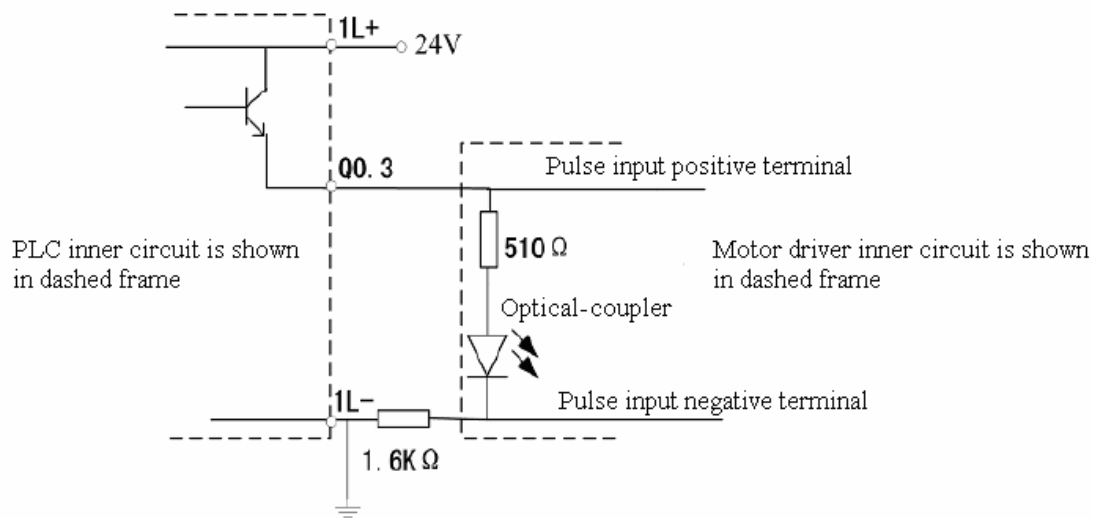 1L+
24V
Q0.3
Pulse input positive terminal
PLC inner circuit is shown
in dashed frame
510 Ω
Motor driver inner circuit is shown
in dashed frame
Optical-coupler
1L-
Pulse input negative terminal
1.6K Ω